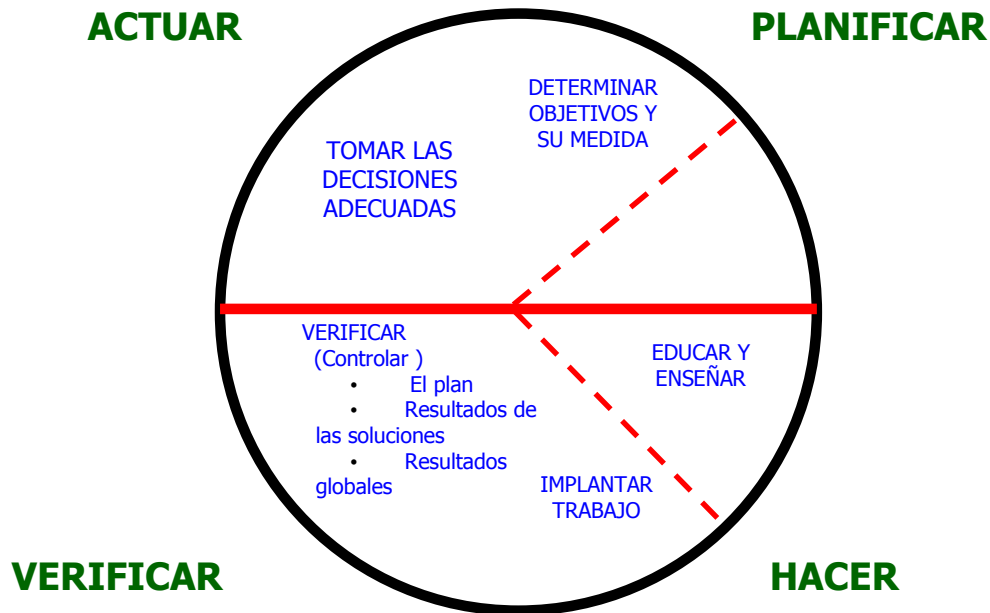 ACTUAR
PLANIFICAR
DETERMINAR
OBJETIVOS Y
SU MEDIDA
TOMAR LAS
DECISIONES
ADECUADAS
VERIFICAR
(Controlar )
• El plan
• Resultados de
las soluciones
• Resultados
globales
EDUCAR Y
ENSEÑAR
IMPLANTAR
TRABAJO
VERIFICAR
HACER